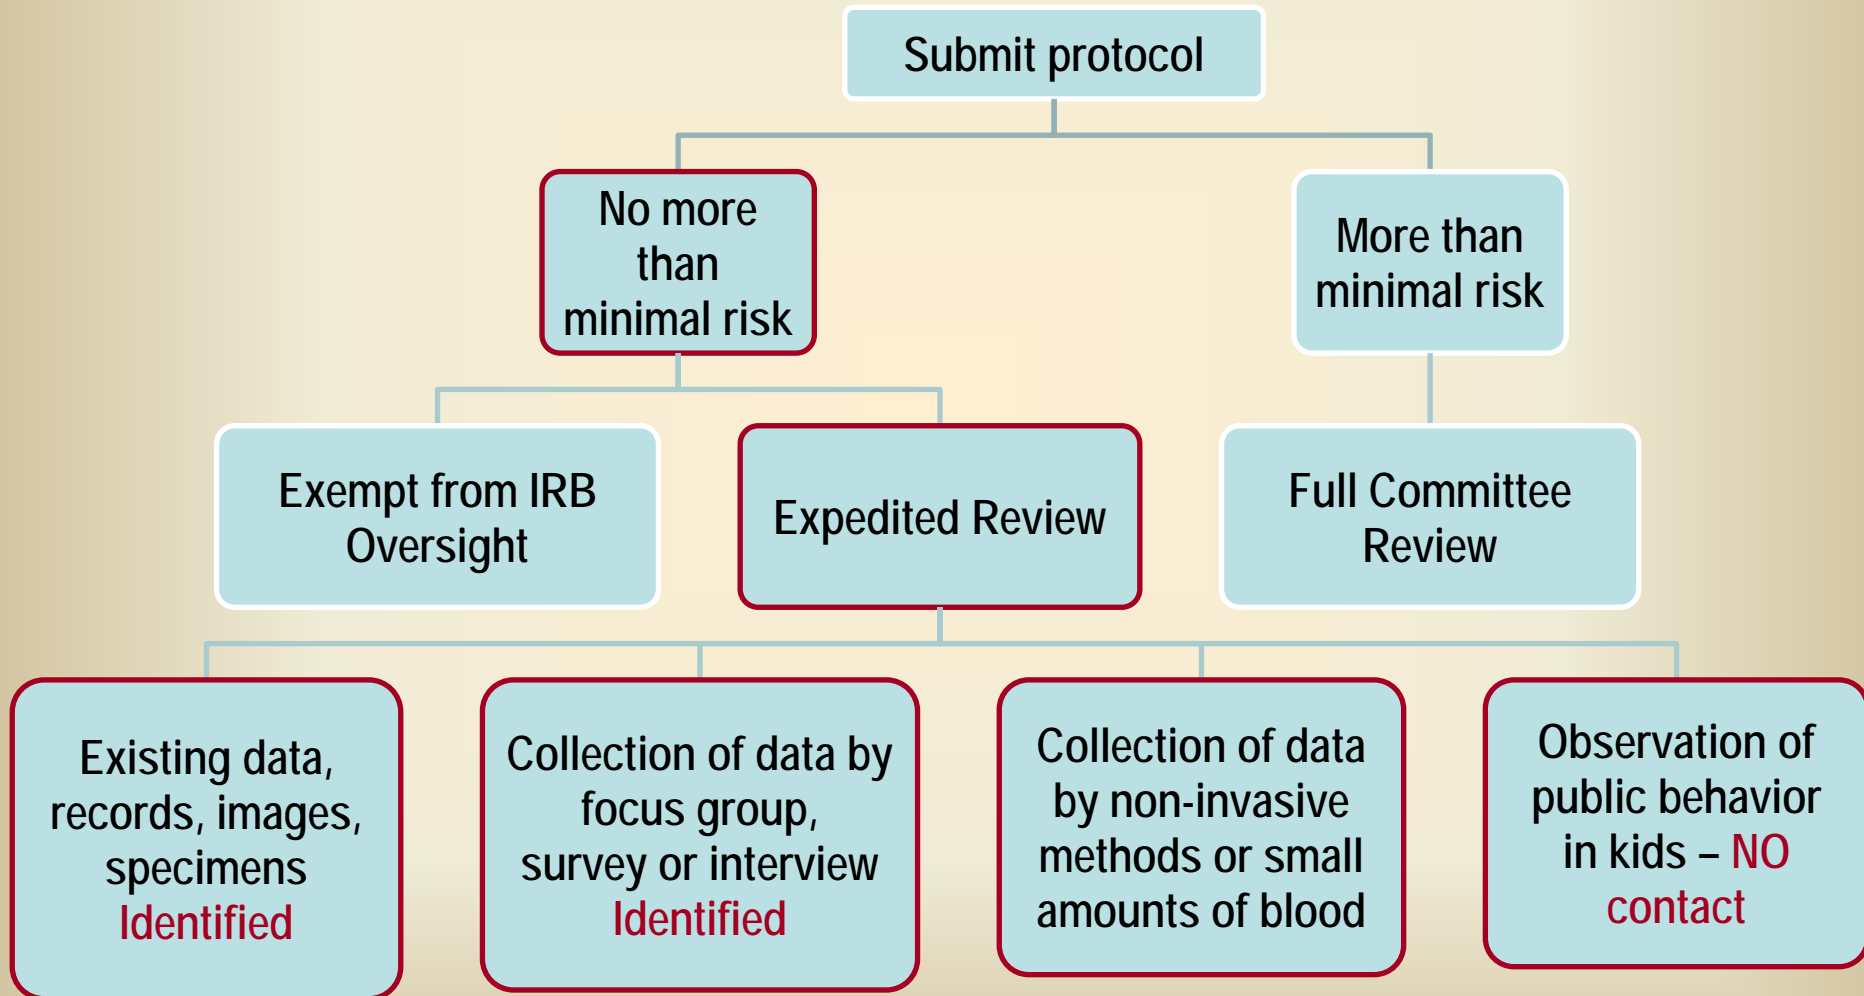 Submit protocol
No more
than
minimal risk
More than
minimal risk
Exempt from IRB
Oversight
Expedited Review
Full Committee
Review
Existing data,
records, images,
specimens
Identified
Collection of data by
focus group,
survey or interview
Identified
Collection of data
by non-invasive
methods or small
amounts of blood
Observation of
public behavior
in kids – NO
contact